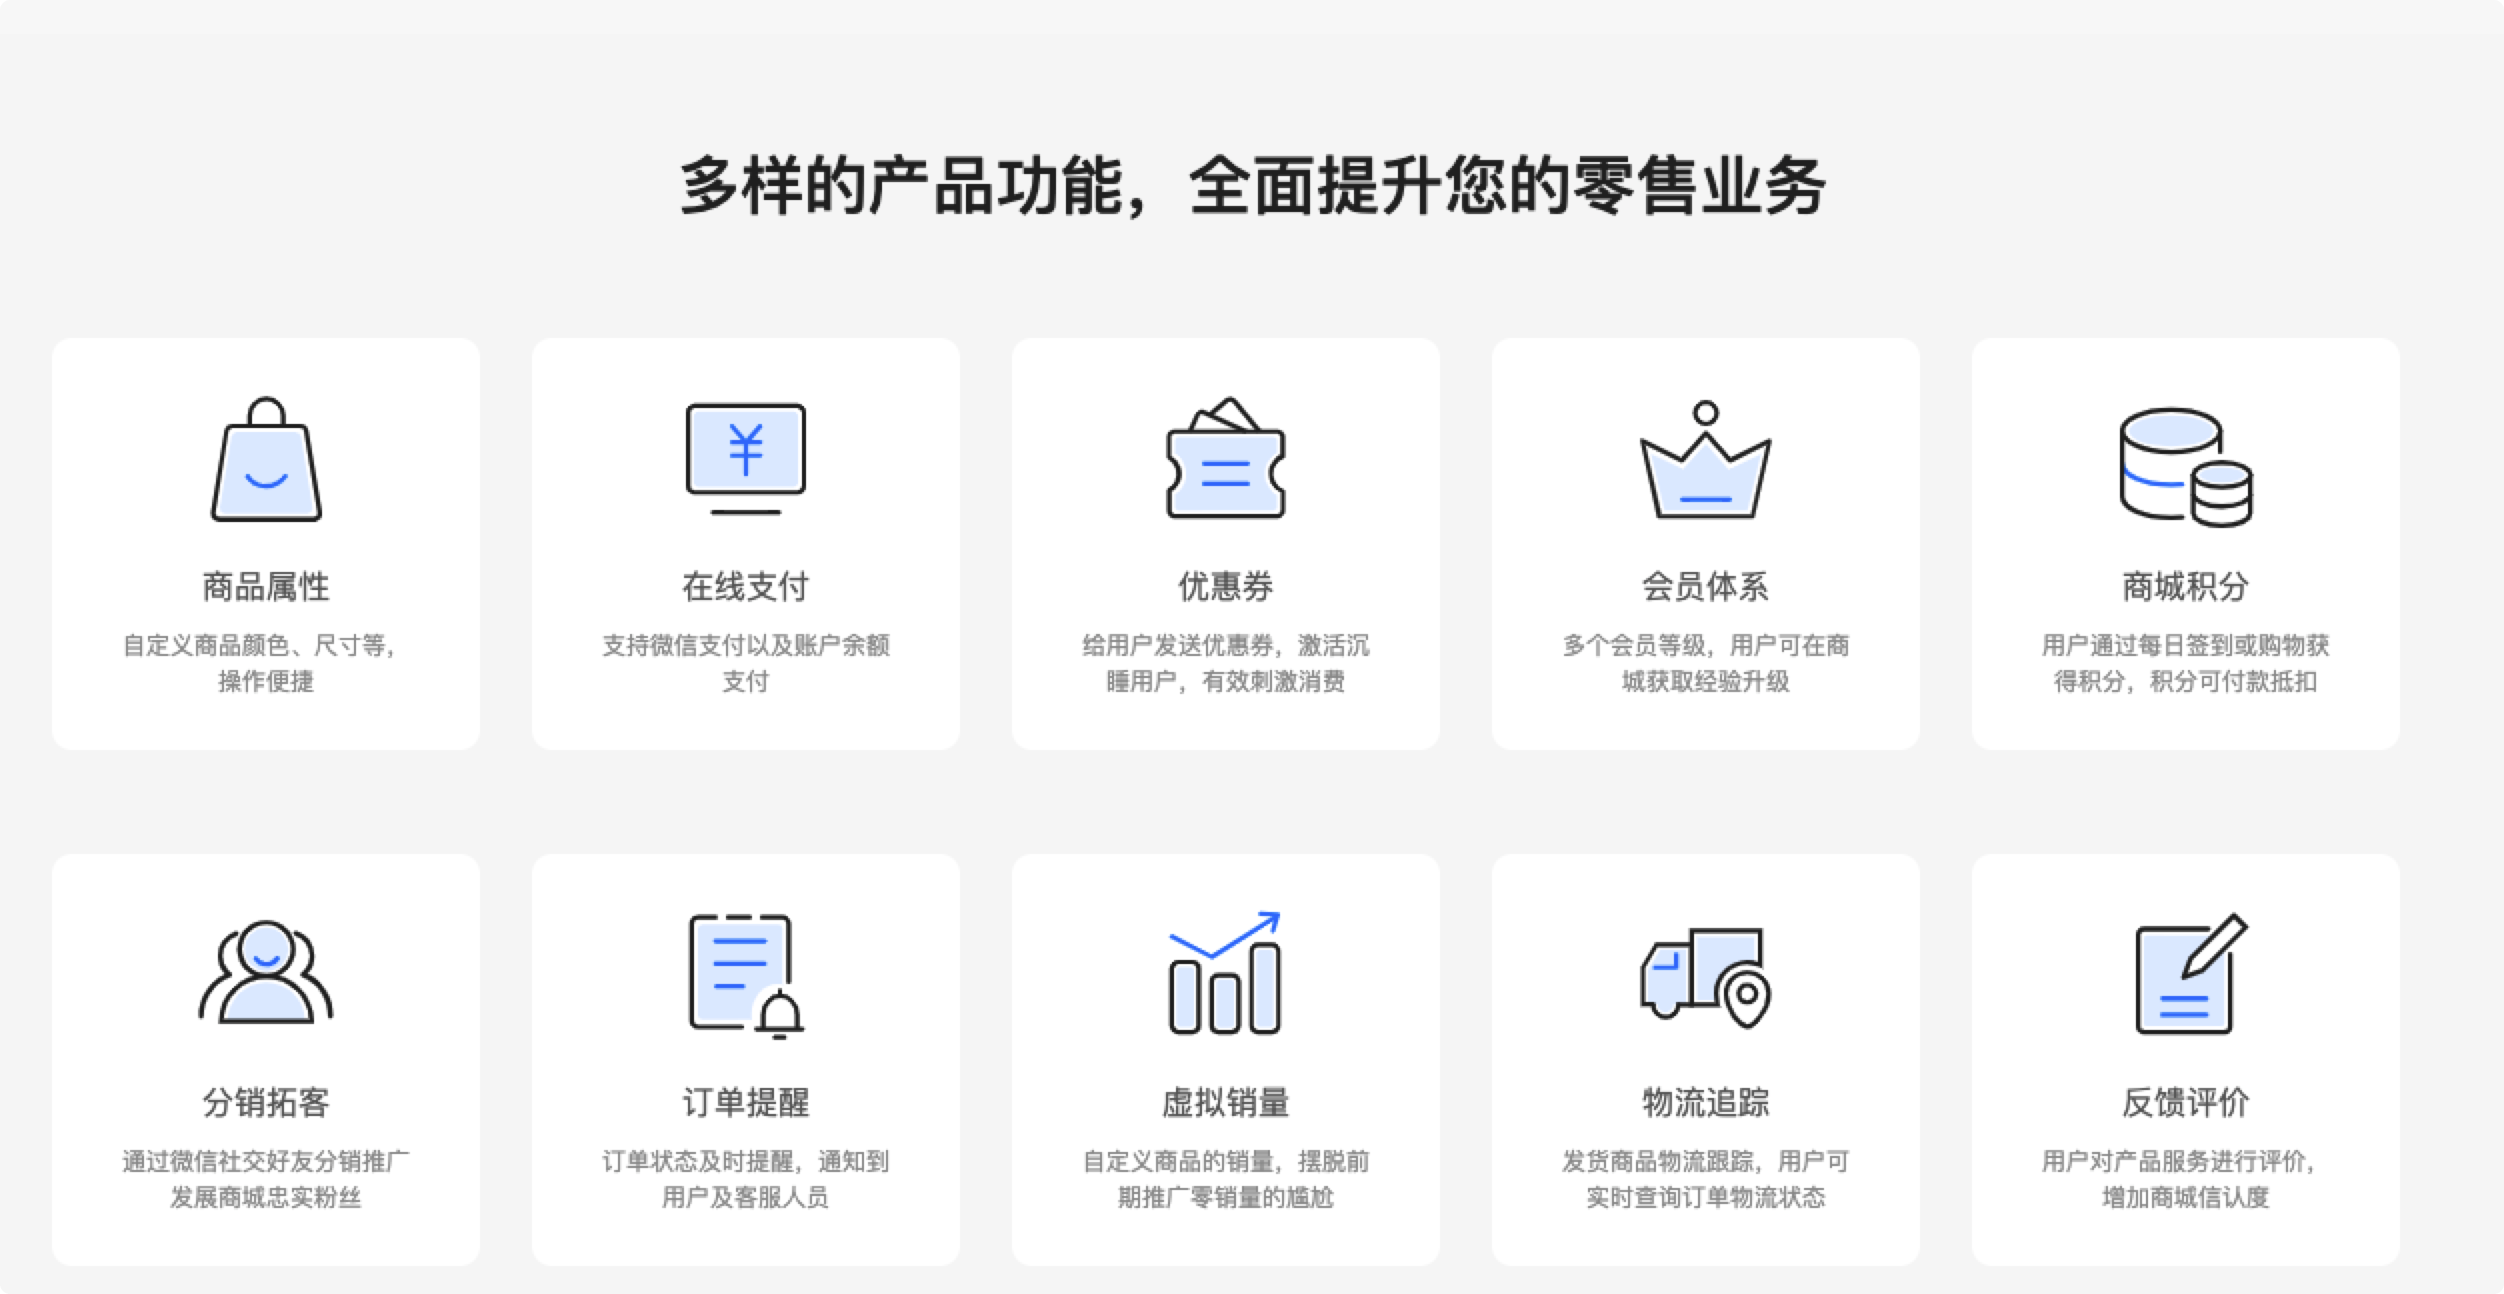 多样的产品功能，全面提升您的零售业务
商品属性
自定义商品颜色、尺寸等，
操作便捷
在线支付
支持微信支付以及账户余额
支付
优惠券
给用户发送优惠券，激活沉
睡用户，有效刺激消费
会员体系
多个会员等级，用户可在商
城获取经验升级
商城积分
用户通过每日签到或购物获
得积分，积分可付款抵扣
分销拓客
通过微信社交好友分销推广
发展商城忠实粉丝
订单提醒
订单状态及时提醒，通知到
用户及客服人员
虚拟销量
自定义商品的销量，摆脱前
期推广零销量的尴尬
物流追踪
发货商品物流跟踪，用户可
实时查询订单物流状态
反馈评价
用户对产品服务进行评价，
增加商城信认度